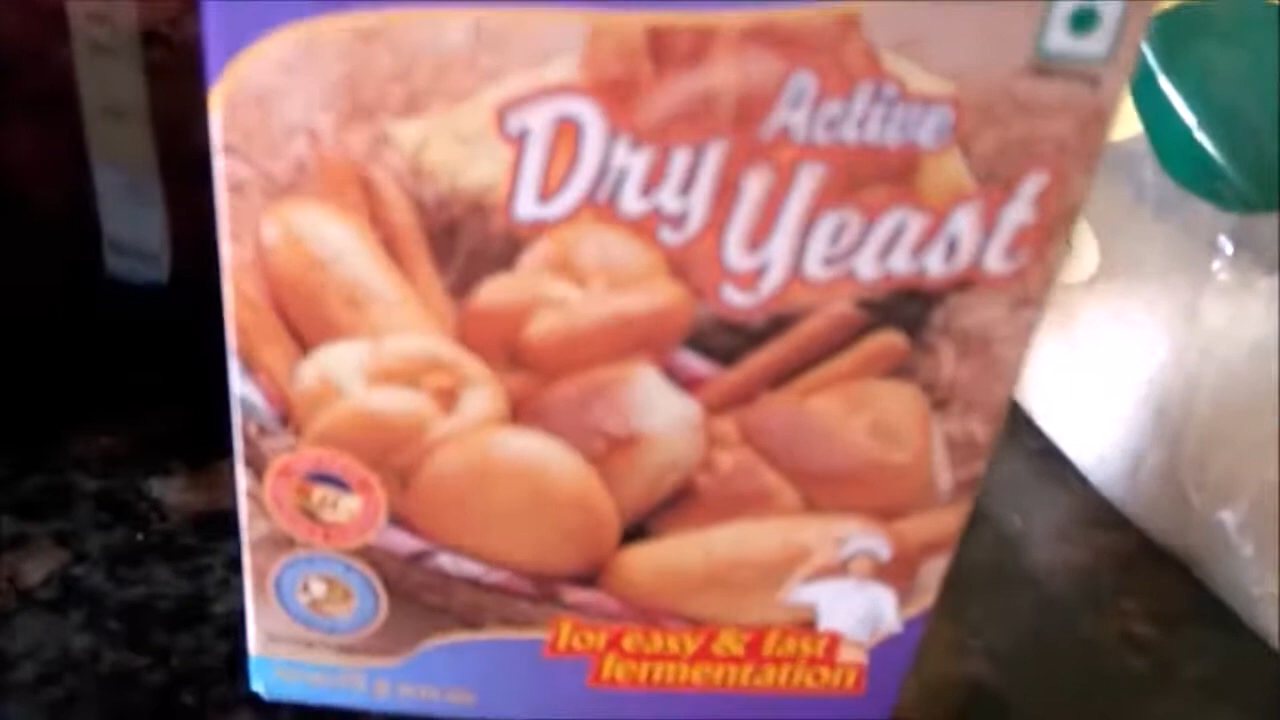 Active
Dry Yeast
for easy & fast
fermentation